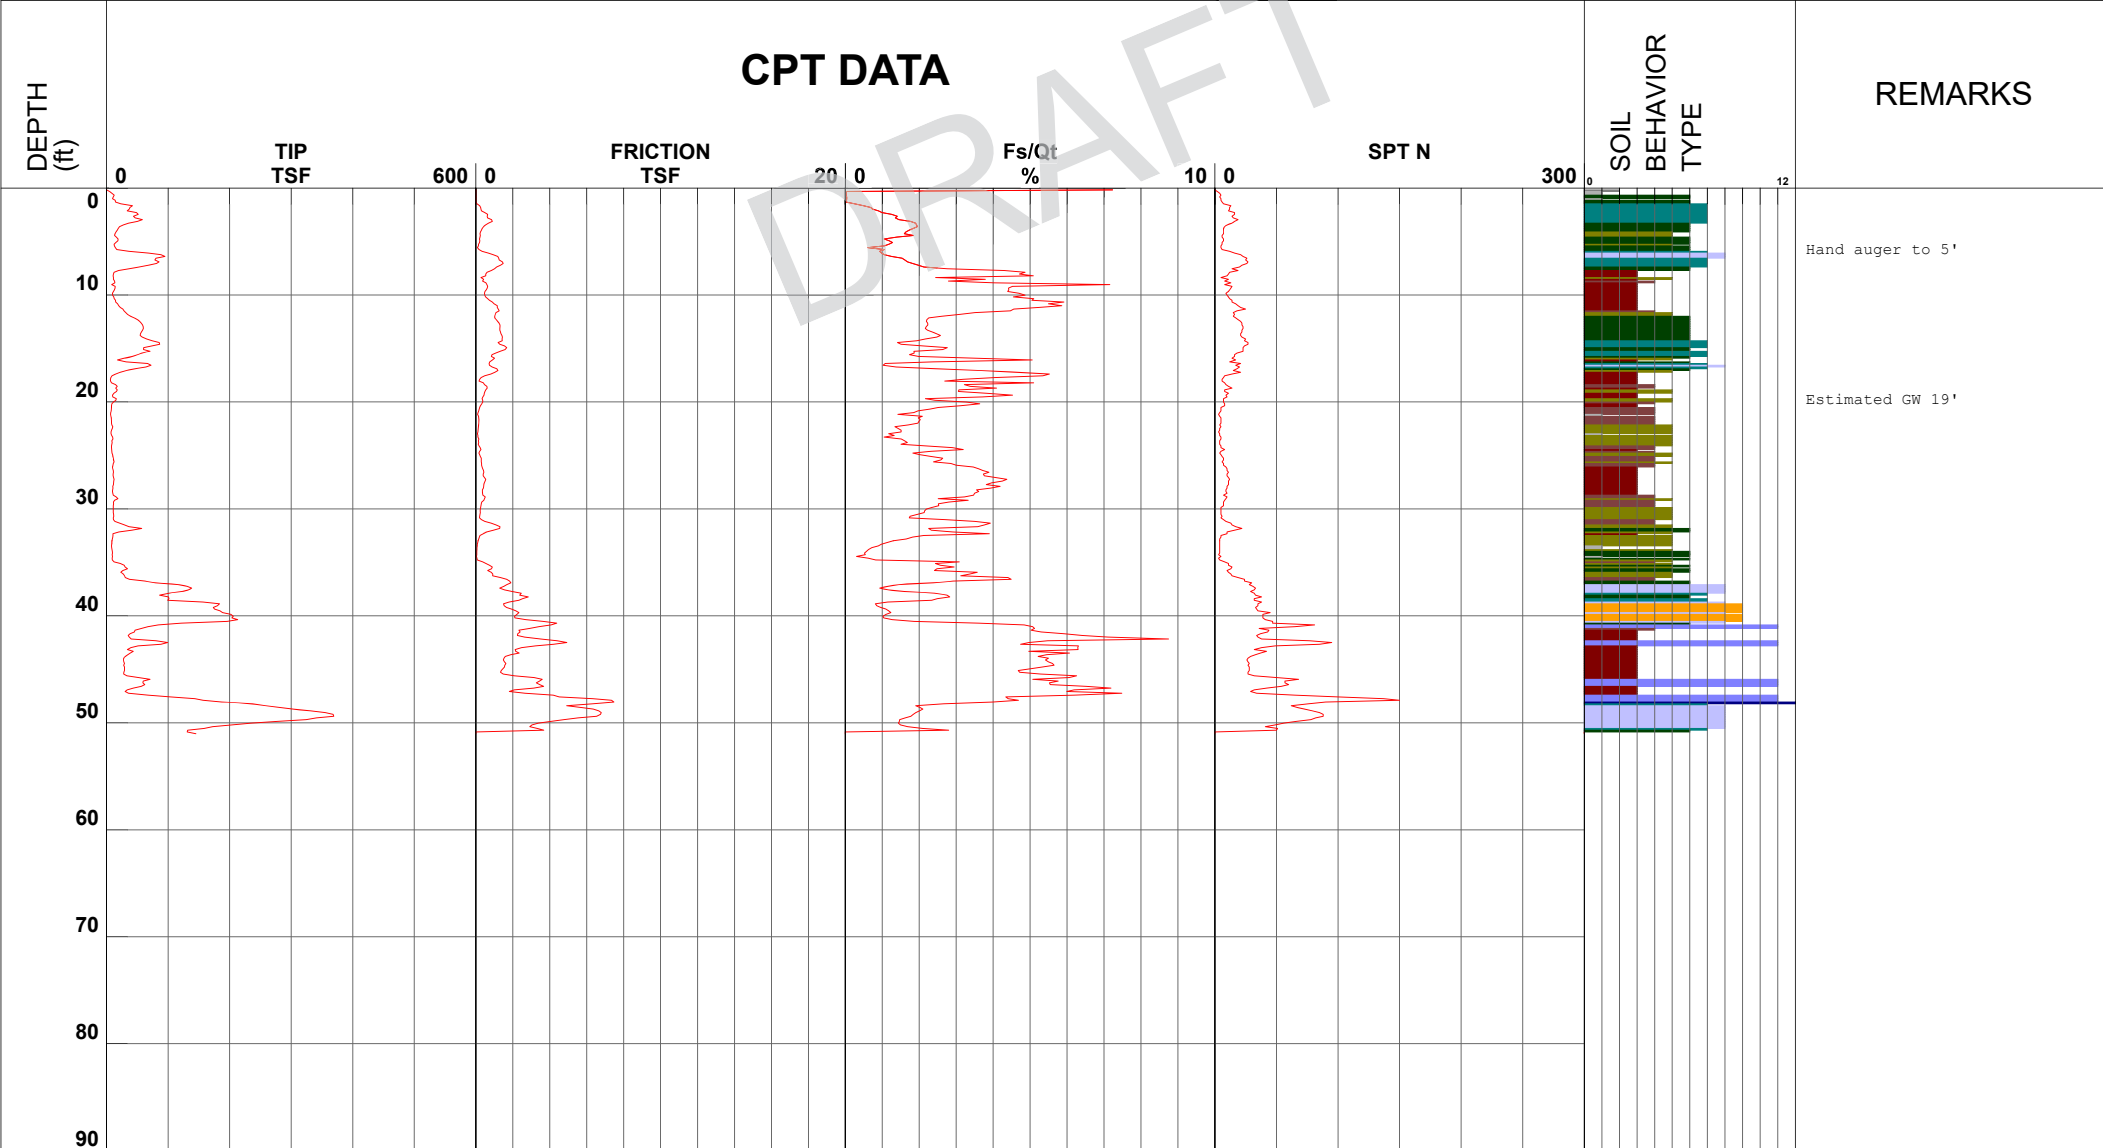 CPT DATA
DRAFT
DEPTH
(ft)
TIP
TSF
0
600
FRICTION
TSF
0
20
Fs/Qt
%
0
10
SPT N
0
300
SOIL
BEHAVIOR
TYPE
0
12
REMARKS
0
Hand auger to 5'
10
20
Estimated GW 19'
30
40
50
60
70
80
90